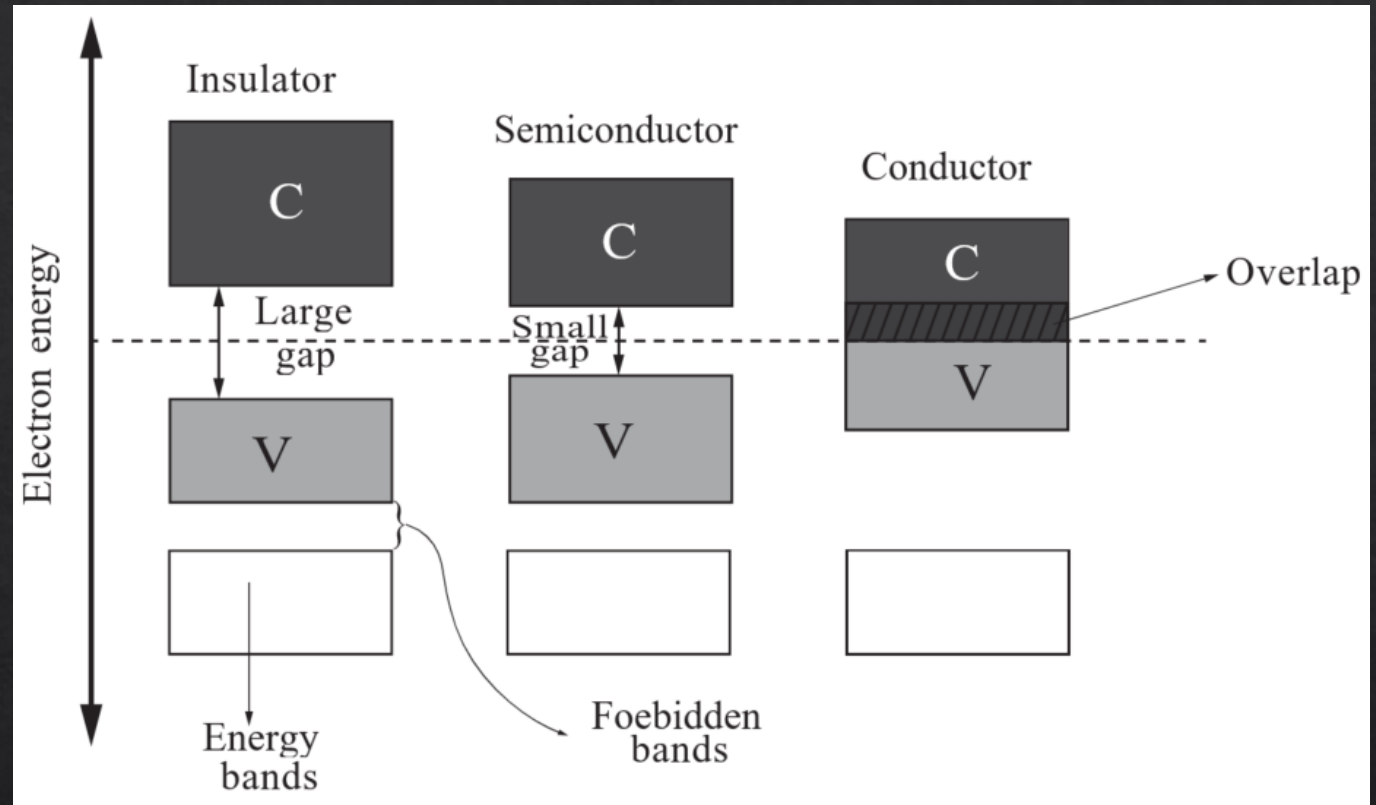 Insulator
Semiconductor
Conductor
C
C
C
Overlap
Large
gap
Small
gap
V
V
V
Electron energy
Energy
bands
Foebidden
bands